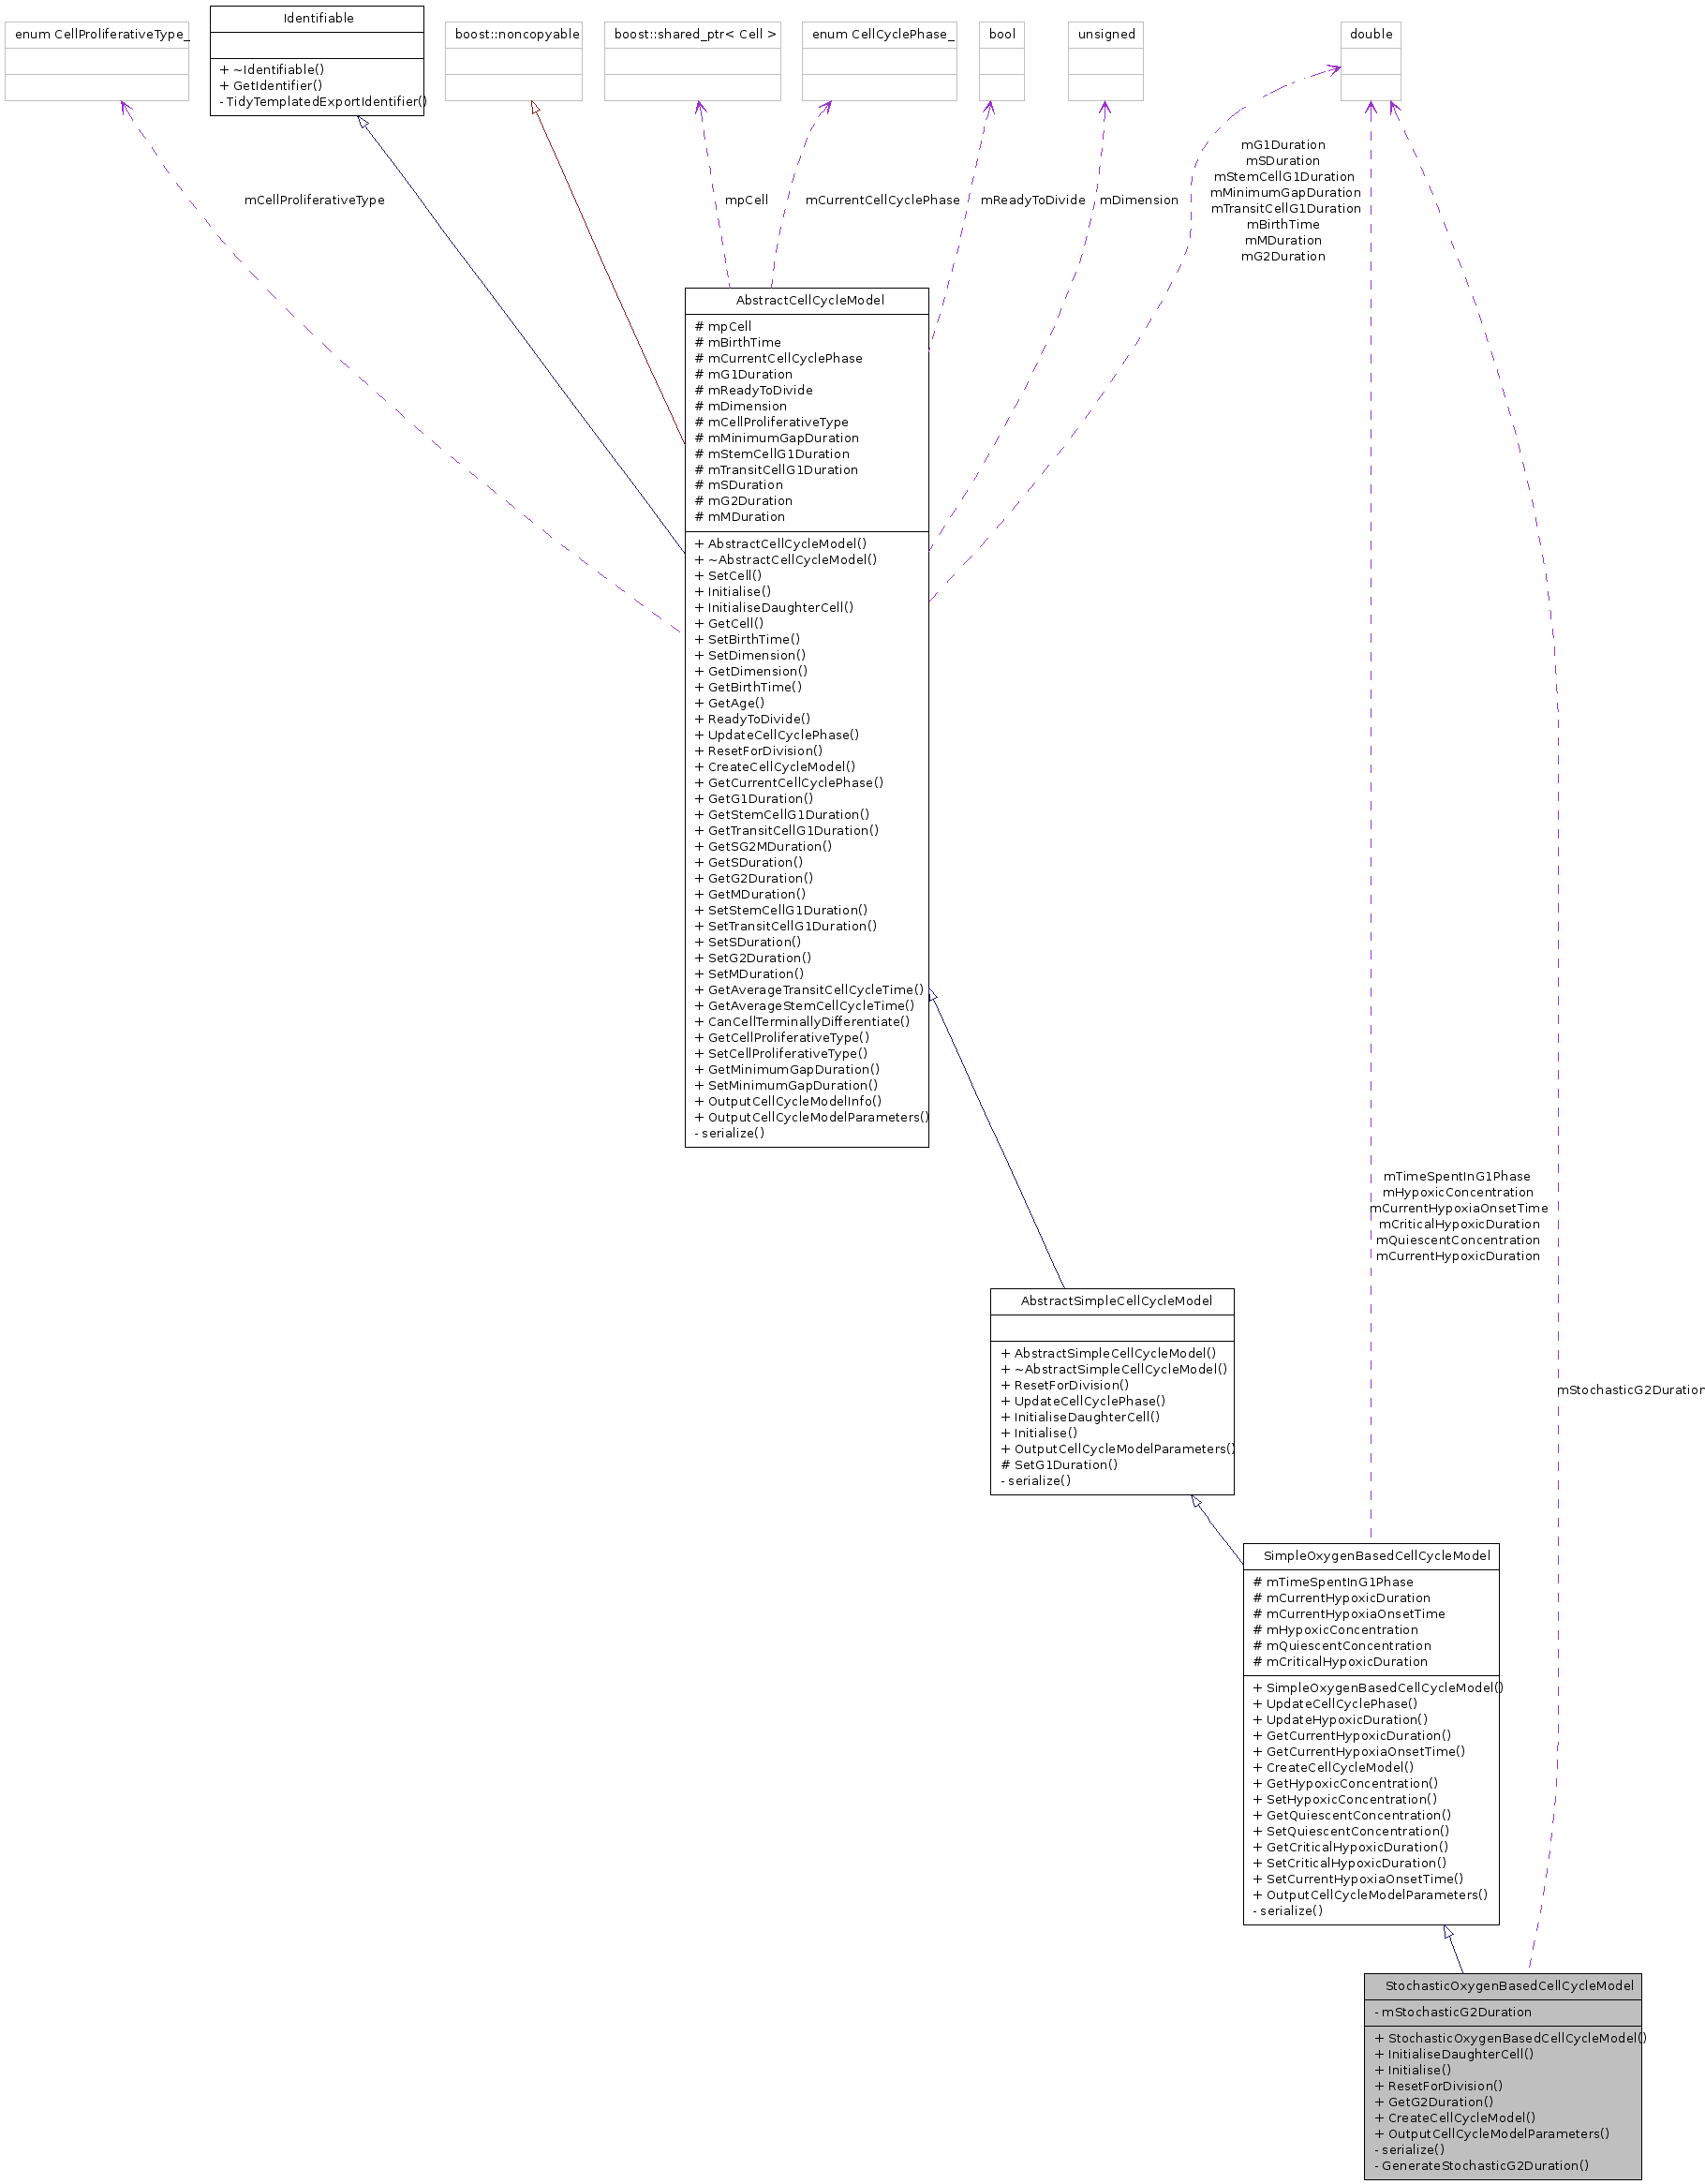 enum CellProliferativeType_
Identifiable
+ ~Identifiable()
+ GetIdentifier()
- TidyTemplatedExportIdentifier()
boost::noncopyable
boost::shared_ptr< Cell >
enum CellCyclePhase_
bool
unsigned
double
mCellProliferativeType
mpCell
mCurrentCellCyclePhase
mReadyToDivide
mDimension
mG1Duration
mSDuration
mStemCellG1Duration
mMinimumGapDuration
mTransitCellG1Duration
mBirthTime
mMDuration
mG2Duration
AbstractCellCycleModel
# mpCell
# mBirthTime
# mCurrentCellCyclePhase
# mG1Duration
# mReadyToDivide
# mDimension
# mCellProliferativeType
# mMinimumGapDuration
# mStemCellG1Duration
# mTransitCellG1Duration
# mSDuration
# mG2Duration
# mMDuration
+ AbstractCellCycleModel()
+ ~AbstractCellCycleModel()
+ SetCell()
+ Initialise()
+ InitialiseDaughterCell()
+ GetCell()
+ SetBirthTime()
+ SetDimension()
+ GetDimension()
+ GetBirthTime()
+ GetAge()
+ ReadyToDivide()
+ UpdateCellCyclePhase()
+ ResetForDivision()
+ CreateCellCycleModel()
+ GetCurrentCellCyclePhase()
+ GetG1Duration()
+ GetStemCellG1Duration()
+ GetTransitCellG1Duration()
+ GetSG2MDuration()
+ GetSDuration()
+ GetG2Duration()
+ GetMDuration()
+ SetStemCellG1Duration()
+ SetTransitCellG1Duration()
+ SetSDuration()
+ SetG2Duration()
+ SetMDuration()
+ GetAverageTransitCellCycleTime()
+ GetAverageStemCellCycleTime()
+ CanCellTerminallyDifferentiate()
+ GetCellProliferativeType()
+ SetCellProliferativeType()
+ GetMinimumGapDuration()
+ SetMinimumGapDuration()
+ OutputCellCycleModelInfo()
+ OutputCellCycleModelParameters()
- serialize()
mTimeSpentInG1Phase
mHypoxicConcentration
mCurrentHypoxiaOnsetTime
mCriticalHypoxicDuration
mQuiescentConcentration
mCurrentHypoxicDuration
AbstractSimpleCellCycleModel
+ AbstractSimpleCellCycleModel()
+ ~AbstractSimpleCellCycleModel()
+ ResetForDivision()
+ UpdateCellCyclePhase()
+ InitialiseDaughterCell()
+ Initialise()
+ OutputCellCycleModelParameters()
# SetG1Duration()
- serialize()
mStochasticG2Duration
SimpleOxygenBasedCellCycleModel
# mTimeSpentInG1Phase
# mCurrentHypoxicDuration
# mCurrentHypoxiaOnsetTime
# mHypoxicConcentration
# mQuiescentConcentration
# mCriticalHypoxicDuration
+ SimpleOxygenBasedCellCycleModel()
+ UpdateCellCyclePhase()
+ UpdateHypoxicDuration()
+ GetCurrentHypoxicDuration()
+ GetCurrentHypoxiaOnsetTime()
+ CreateCellCycleModel()
+ GetHypoxicConcentration()
+ SetHypoxicConcentration()
+ GetQuiescentConcentration()
+ SetQuiescentConcentration()
+ GetCriticalHypoxicDuration()
+ SetCriticalHypoxicDuration()
+ SetCurrentHypoxiaOnsetTime()
+ OutputCellCycleModelParameters()
- serialize()
StochasticOxygenBasedCellCycleModel
- mStochasticG2Duration
+ StochasticOxygenBasedCellCycleModel()
+ InitialiseDaughterCell()
+ Initialise()
+ ResetForDivision()
+ GetG2Duration()
+ CreateCellCycleModel()
+ OutputCellCycleModelParameters()
- serialize()
- GenerateStochasticG2Duration()